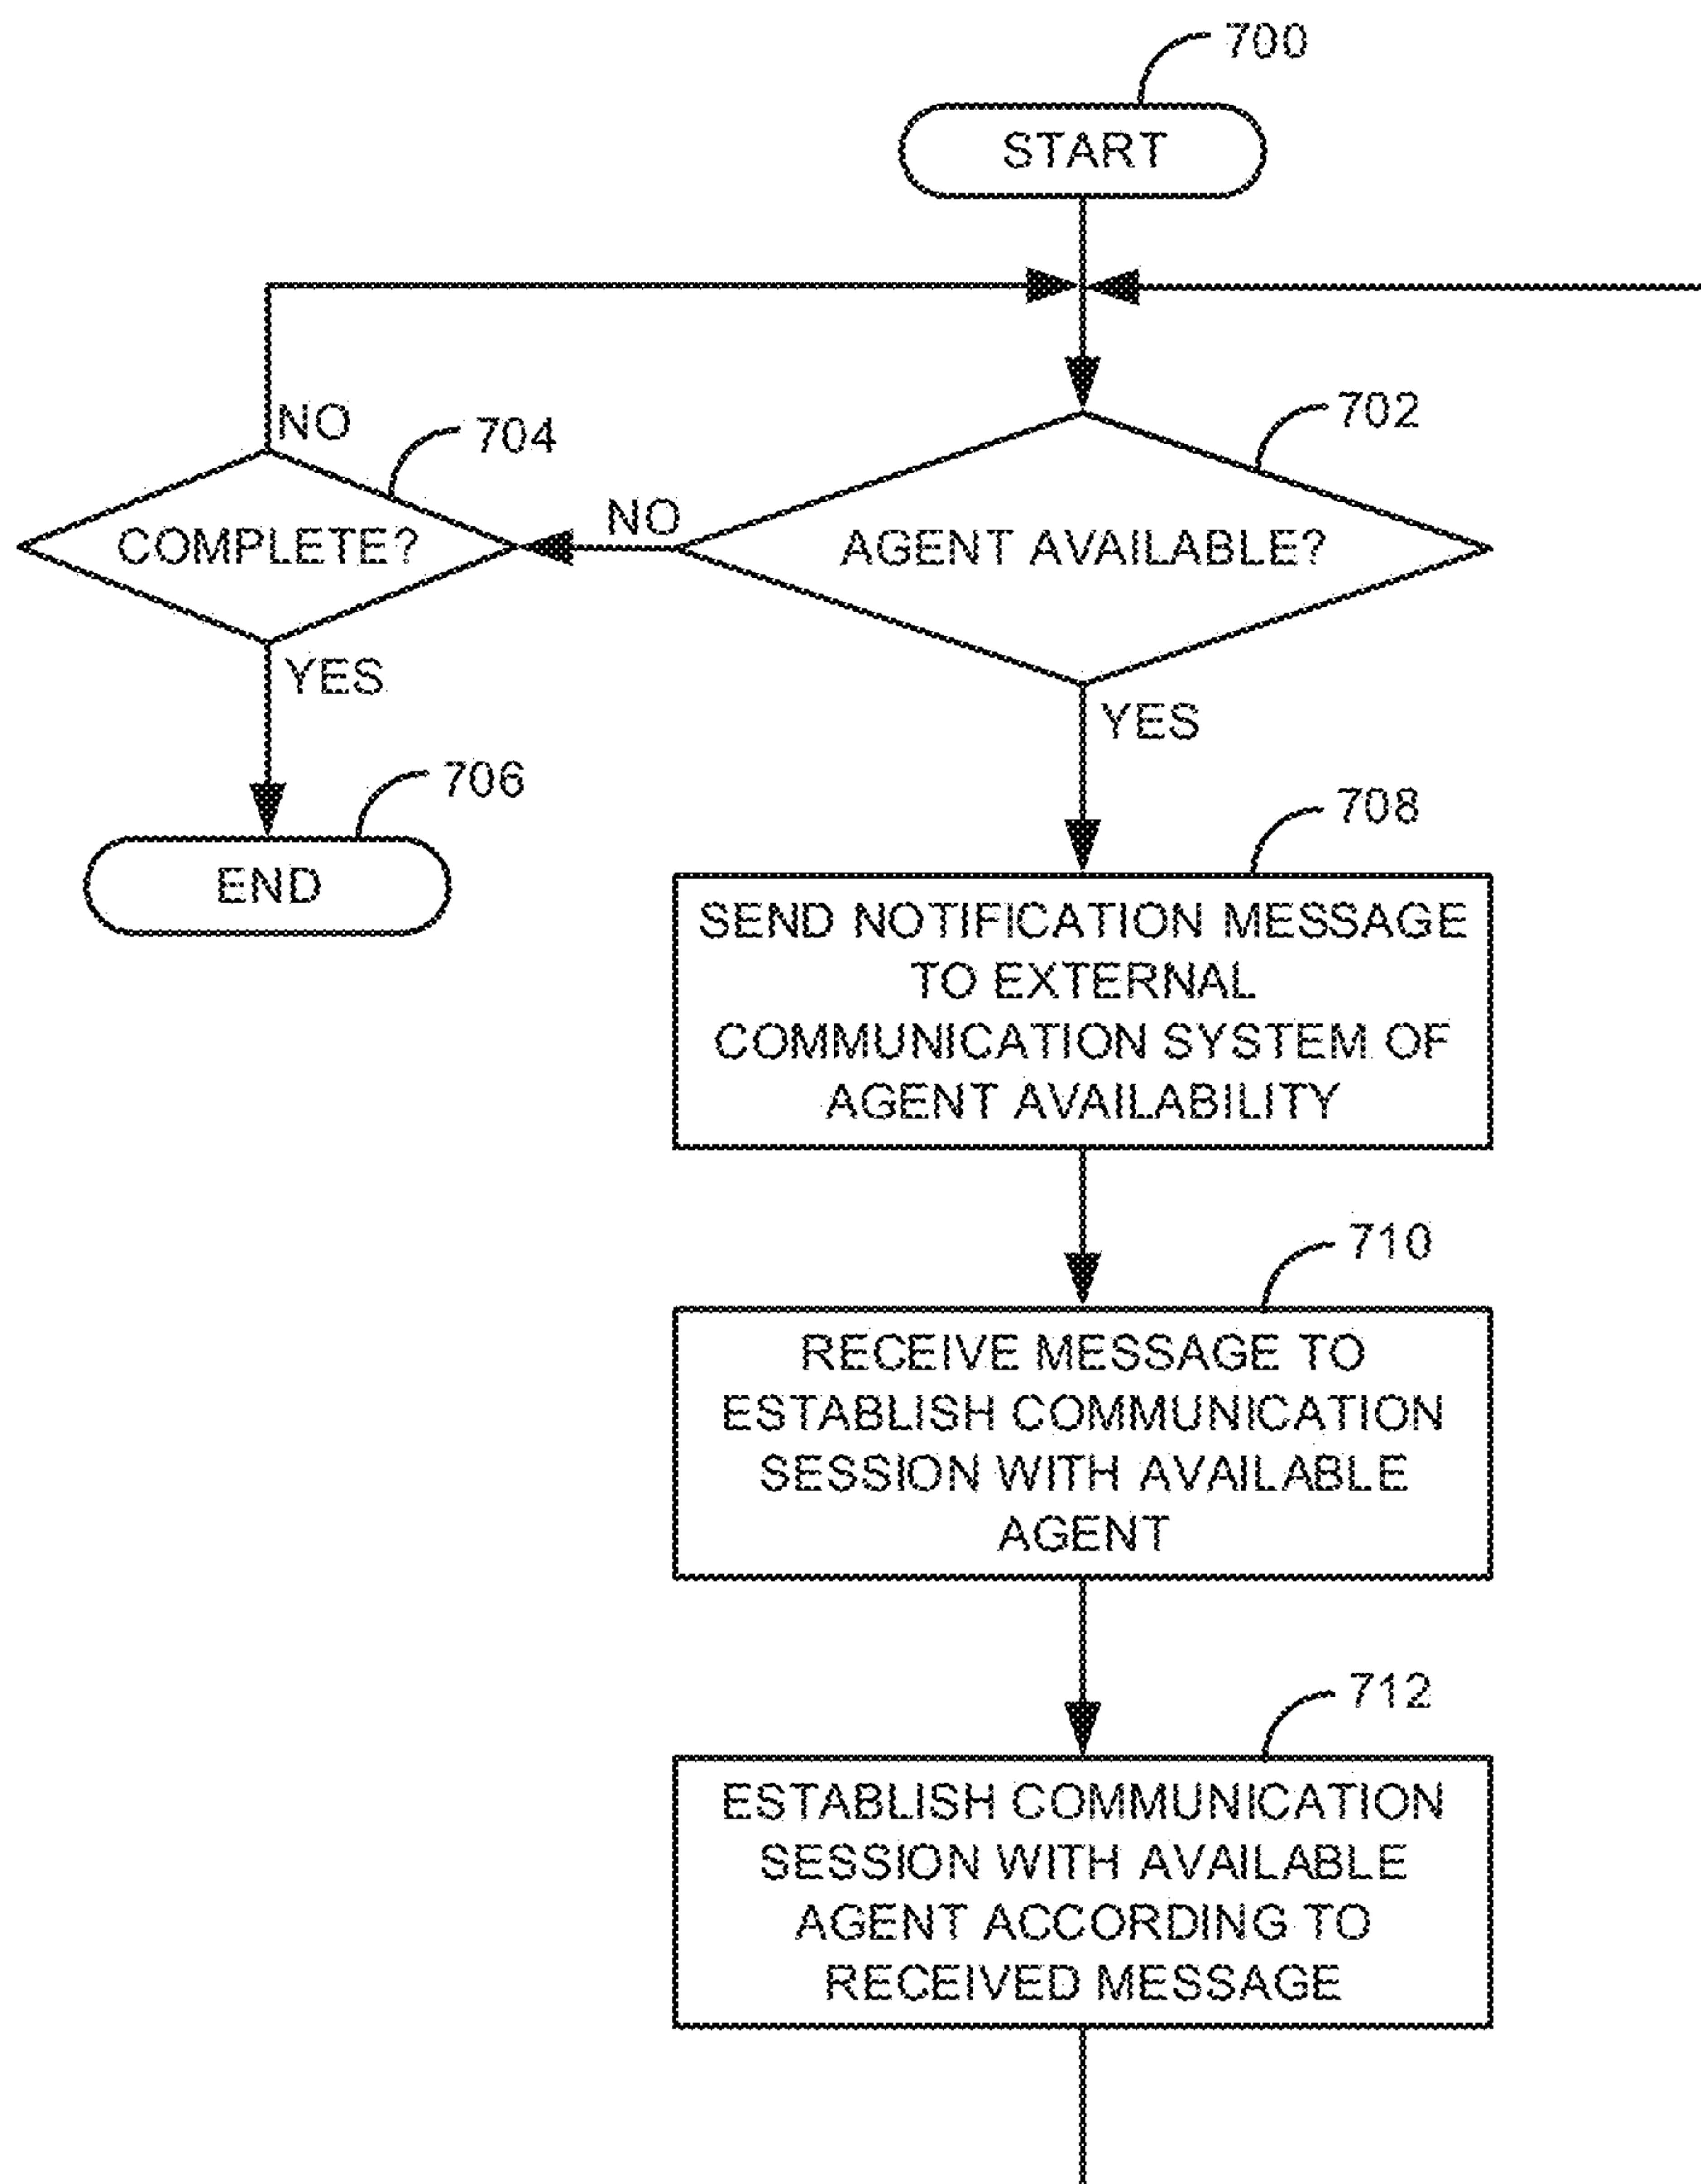 700
START
702
NO
704
NO
COMPLETE?
AGENT AVAILABLE?
YES
YES
706
708
END
SEND NOTIFICATION MESSAGE
TO EXTERNAL
COMMUNICATION SYSTEM OF
AGENT AVAILABILITY
710
RECEIVE MESSAGE TO
ESTABLISH COMMUNICATION
SESSION WITH AVAILABLE
AGENT
712
ESTABLISH COMMUNICATION
SESSION WITH AVAILABLE
AGENT ACCORDING TO
RECEIVED MESSAGE